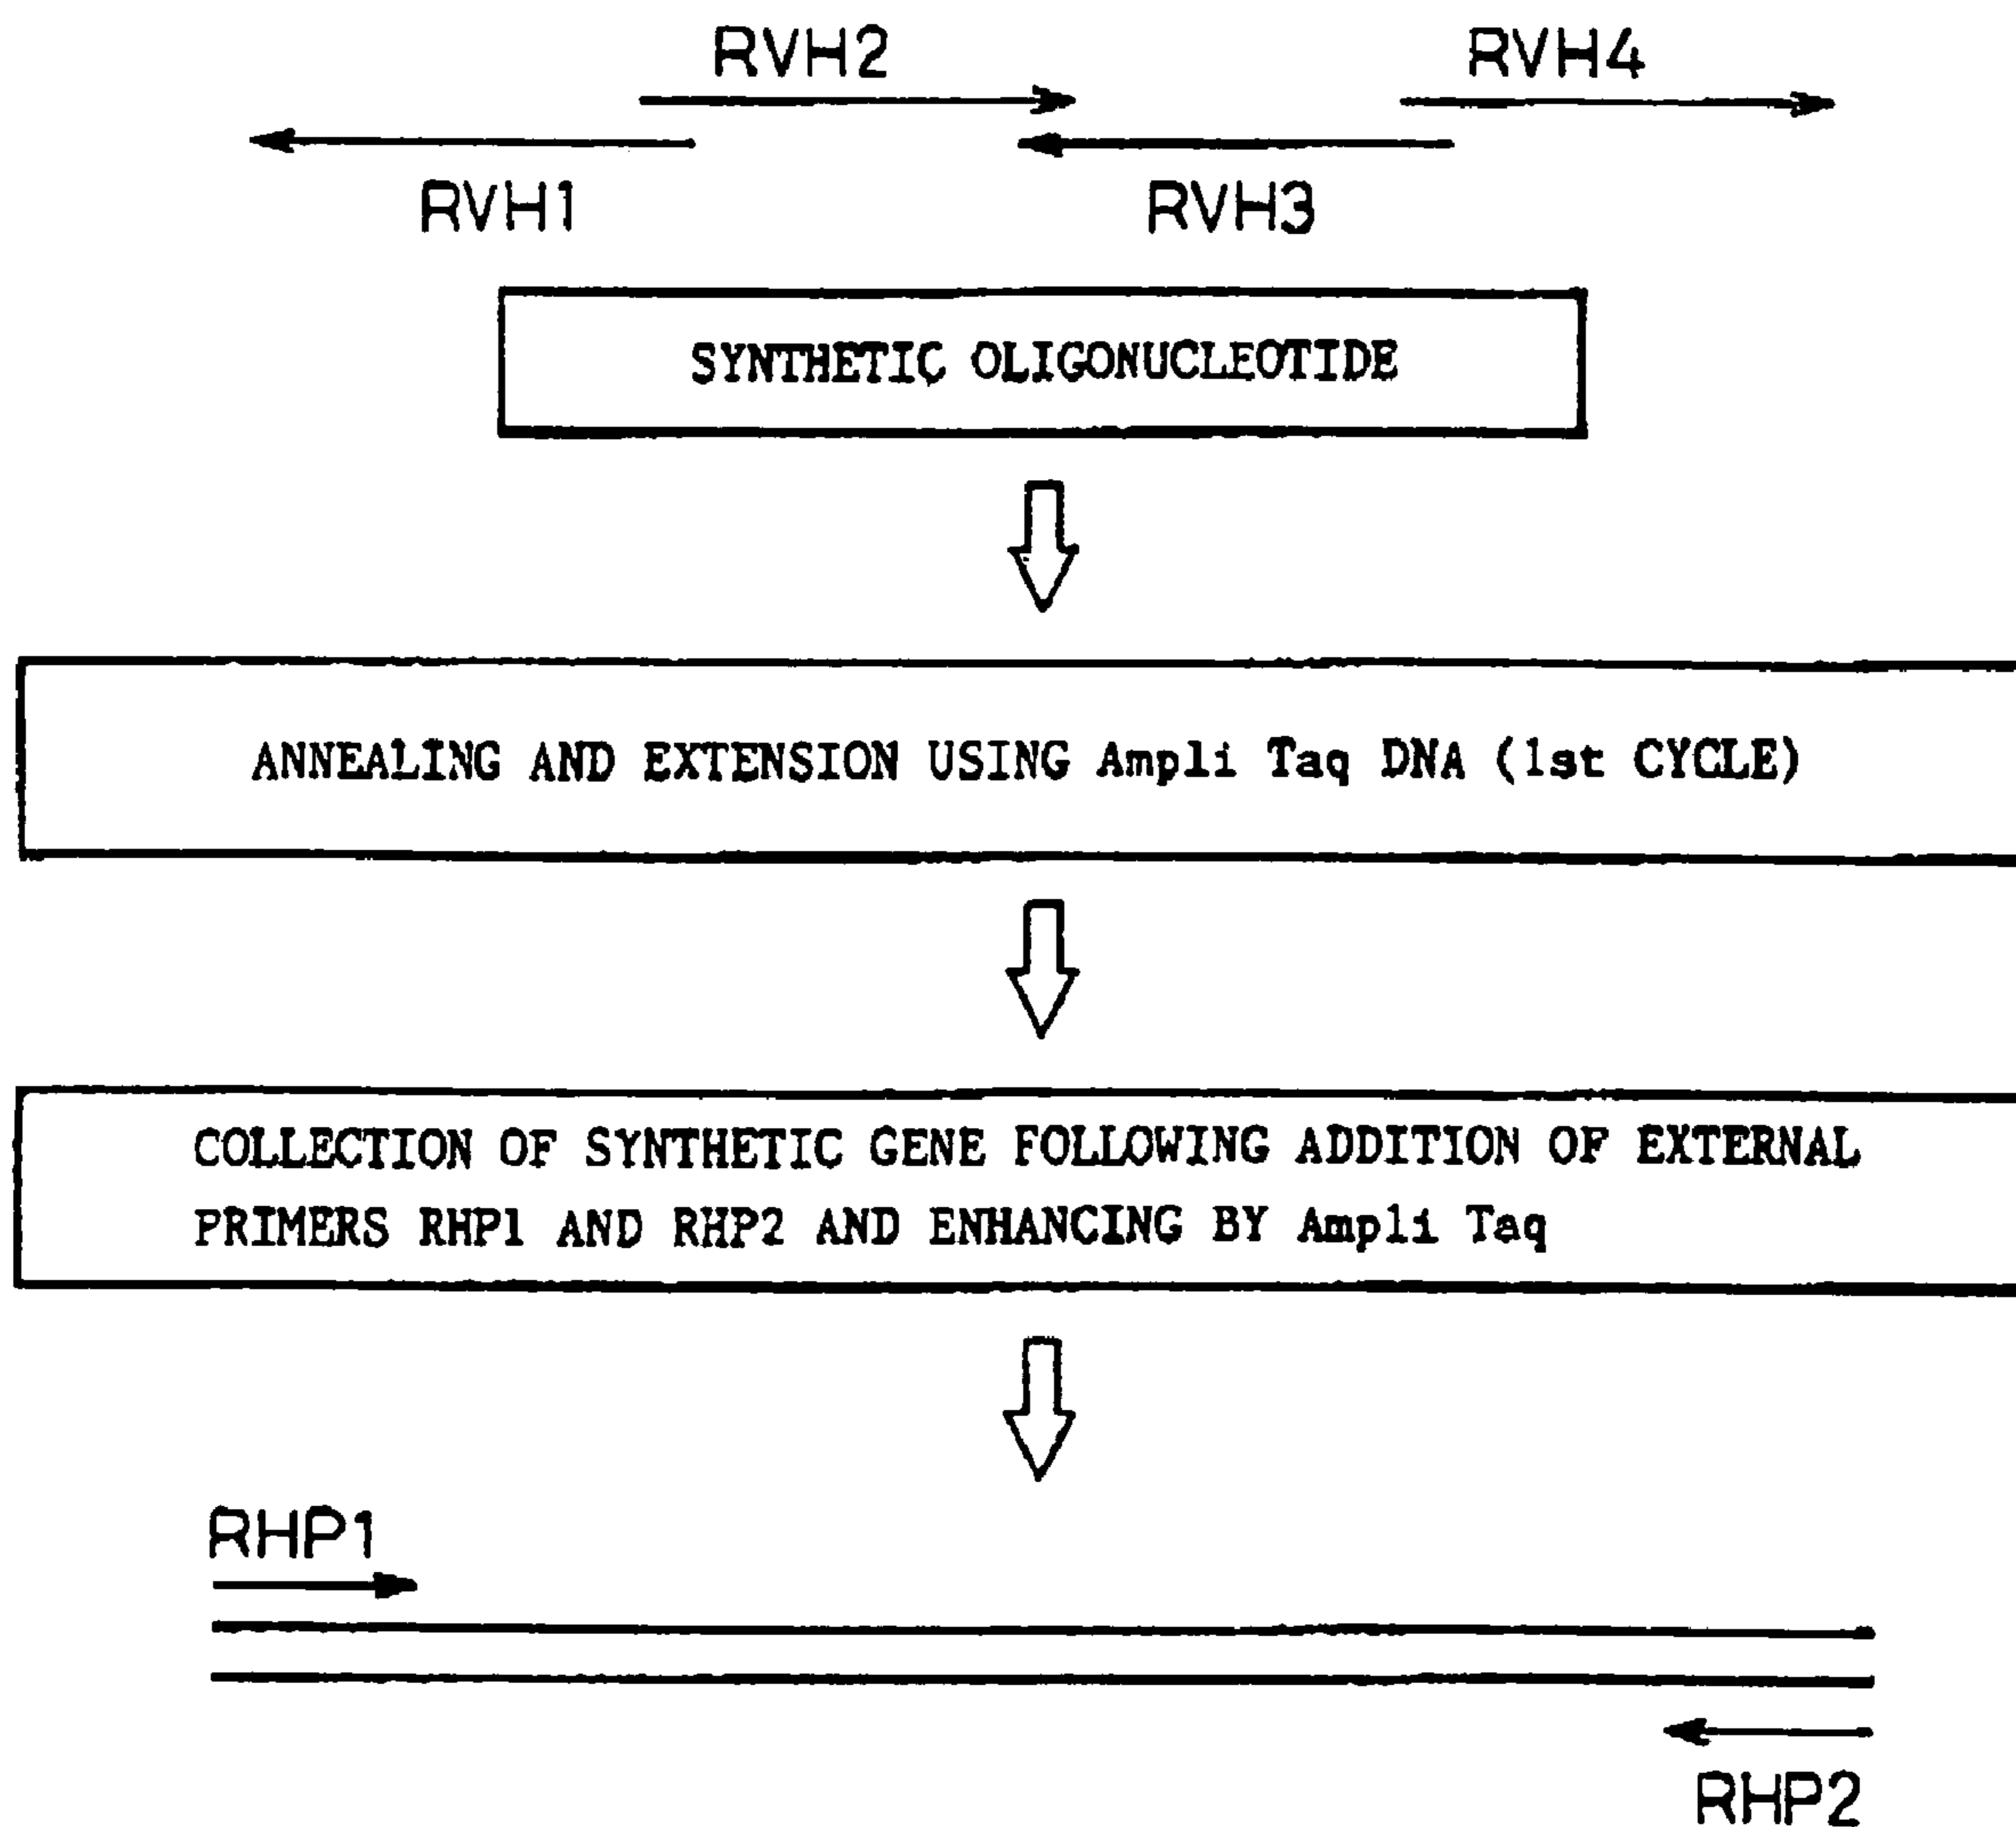 RVH2
RVH4
RVH1
RVH3
SYNTHETIC OLIGONUCLEOTIDE
ANNEALING AND EXTENSION USING Ampli Taq DNA (1st CYCLE)
COLLECTION OF SYNTHETIC GENE FOLLOWING ADDITION OF EXTERNAL
PRIMERS RHP1 AND RHP2 AND ENHANCING BY Ampli Taq
RHP1
RHP2